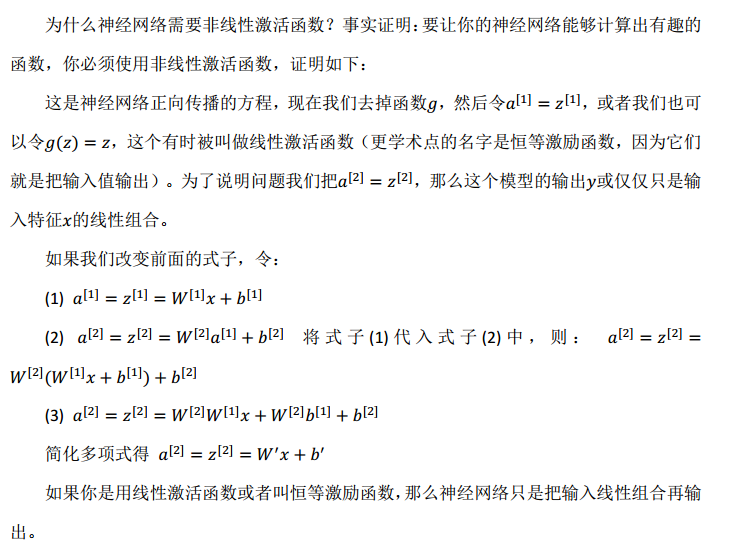 为什么神经网络需要非线性激活函数？事实证明：要让你的神经网络能够计算出有趣的
函数，你必须使用非线性激活函数，证明如下：
这是神经网络正向传播的方程，现在我们去掉函数g，然后令a^[1] = z^[1]，或者我们也可
以令g(z) = z，这个有时被叫做线性激活函数（更学术点的名字是恒等激励函数，因为它们
就是把输入值输出）。为了说明问题我们把a^[2] = z^[2]，那么这个模型的输出y或仅仅只是输
入特征x的线性组合。
如果我们改变前面的式子，令：
(1) a^[1] = z^[1] = W^[1]x + b^[1]
(2) a^[2] = z^[2] = W^[2]a^[1] + b^[2] 将式子(1)代入式子(2)中，则： a^[2] = z^[2] =
W^[2](W^[1]x + b^[1]) + b^[2]
(3) a^[2] = z^[2] = W^[2]W^[1]x + W^[2]b^[1] + b^[2]
简化多项式得 a^[2] = z^[2] = W′x + b′
如果你是用线性激活函数或者叫恒等激励函数，那么神经网络只是把输入线性组合再输
出。